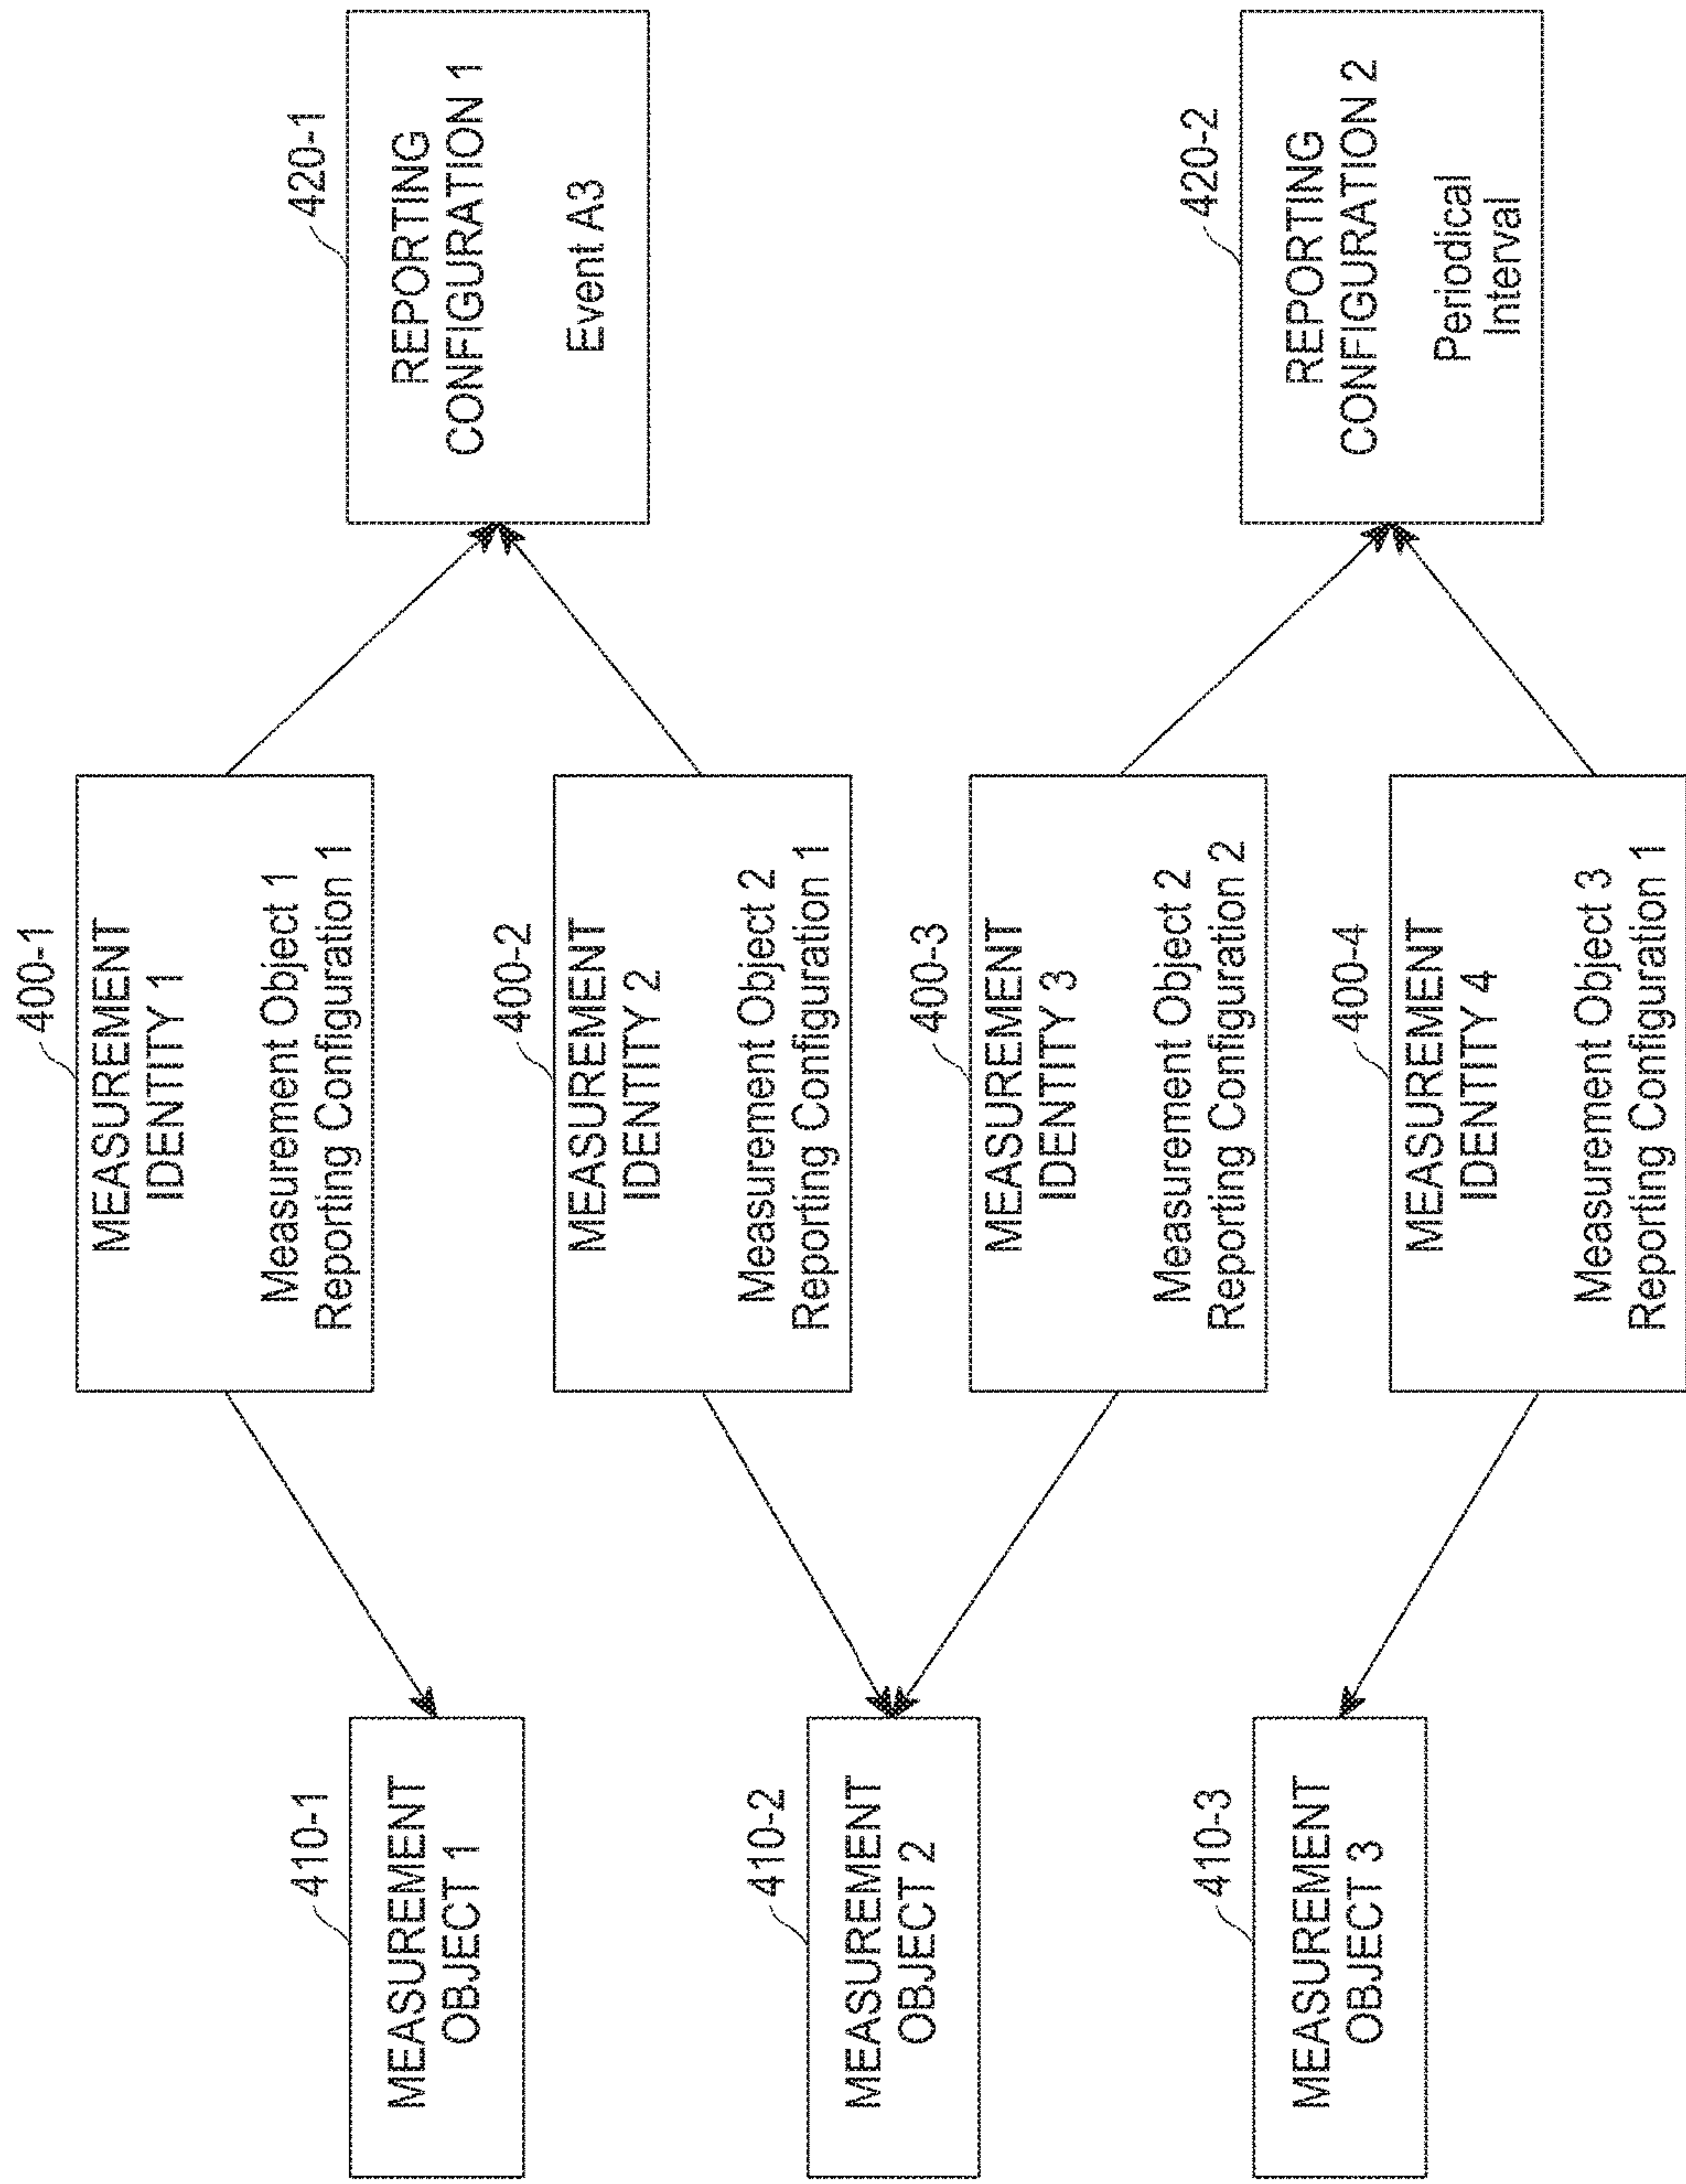 400-1
MEASUREMENT
IDENTITY 1
Measurement Object 1
Reporting Configuration 1
400-2
MEASUREMENT
IDENTITY 2
Measurement Object 2
Reporting Configuration 1
400-3
MEASUREMENT
IDENTITY 3
Measurement Object 2
Reporting Configuration 2
400-4
MEASUREMENT
IDENTITY 4
Measurement Object 3
Reporting Configuration 1
410-1
MEASUREMENT
OBJECT 1
410-2
MEASUREMENT
OBJECT 2
410-3
MEASUREMENT
OBJECT 3
420-1
REPORTING
CONFIGURATION 1
Event A3
420-2
REPORTING
CONFIGURATION 2
Periodical
Interval